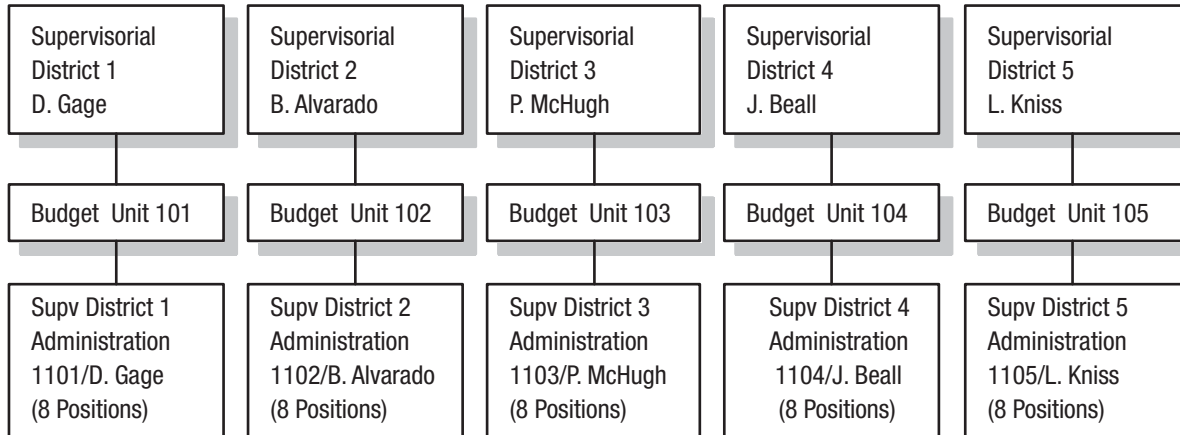 Supervisorial
District 1
D. Gage
Supervisorial
District 2
B. Alvarado
Supervisorial
District 3
P. McHugh
Supervisorial
District 4
J. Beall
Supervisorial
District 5
L. Kniss
Budget Unit 101
Budget Unit 102
Budget Unit 103
Budget Unit 104
Budget Unit 105
Supv District 1
Administration
1101/D. Gage
(8 Positions)
Supv District 2
Administration
1102/B. Alvarado
(8 Positions)
Supv District 3
Administration
1103/P. McHugh
(8 Positions)
Supv District 4
Administration
1104/J. Beall
(8 Positions)
Supv District 5
Administration
1105/L. Kniss
(8 Positions)